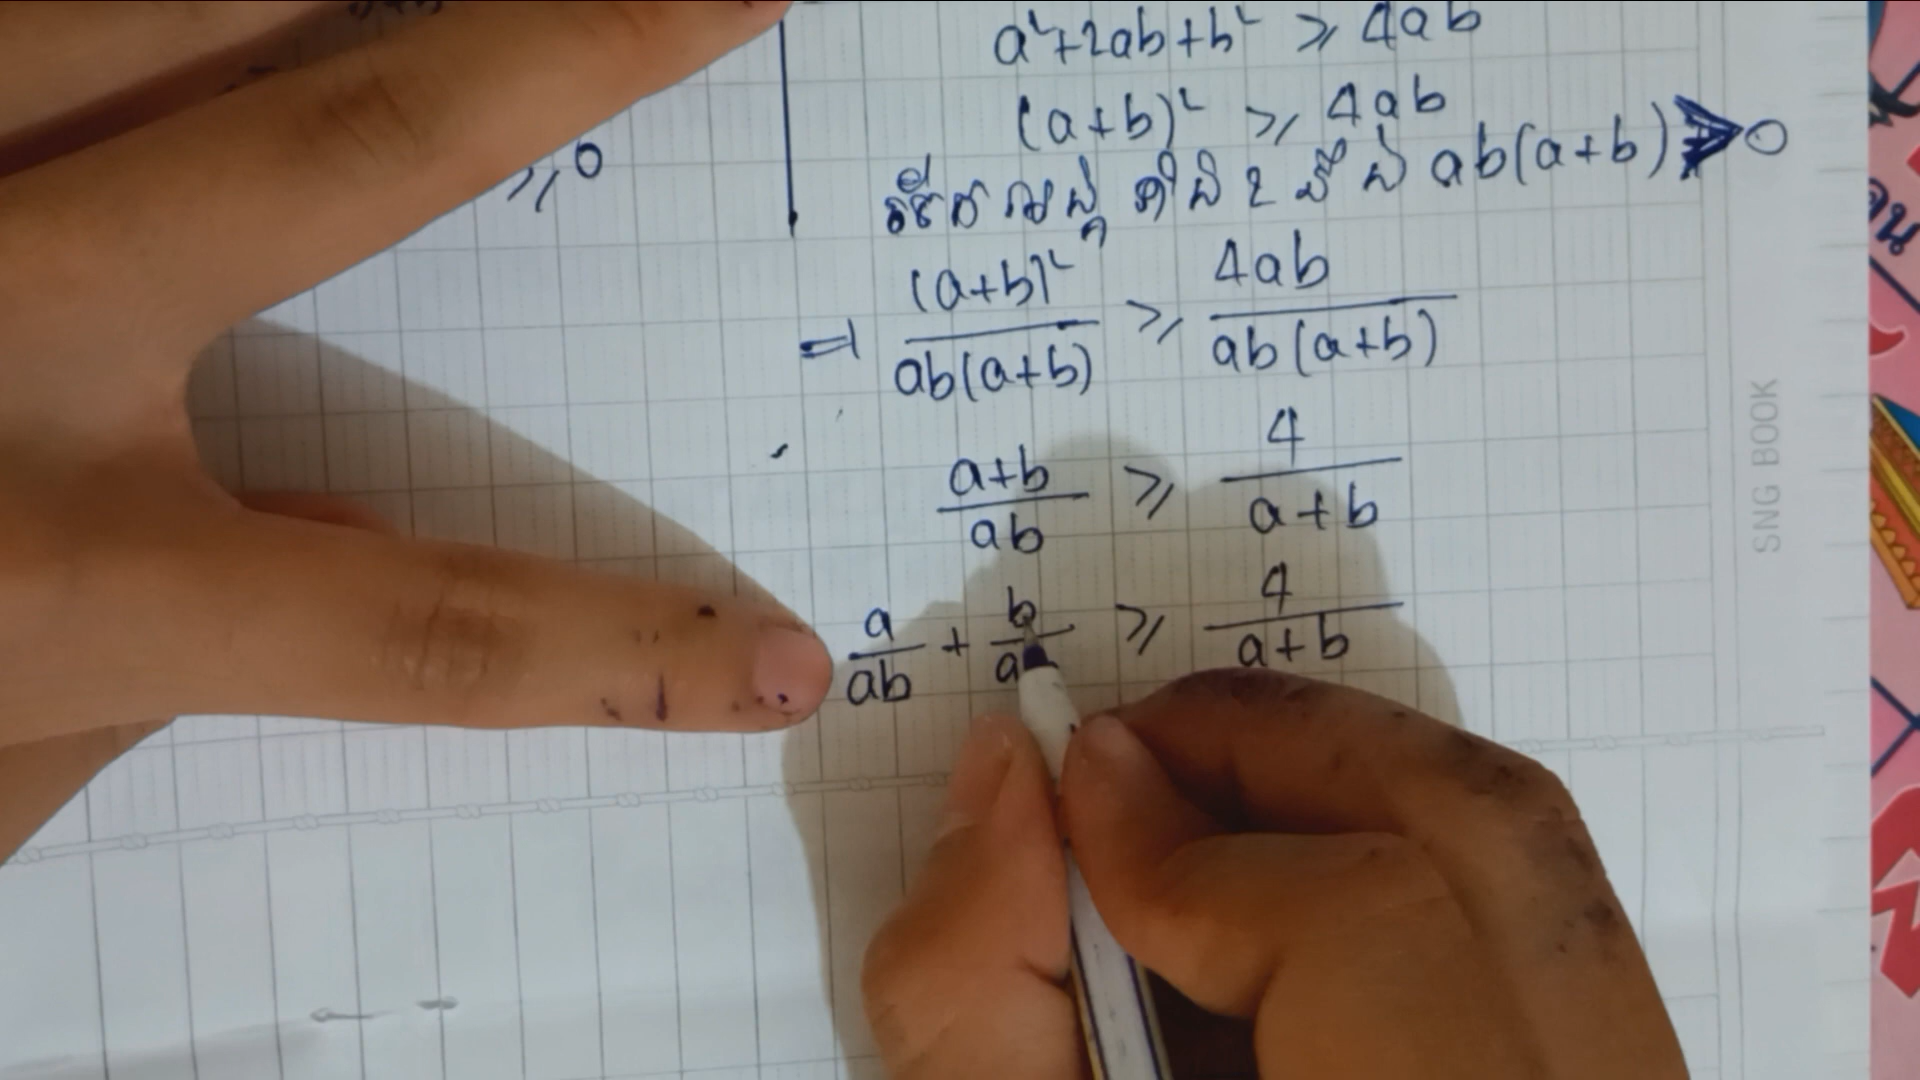 a²+2ab+b² ≥ 4ab
(a+b)² ≥ 4ab
≥ 0
2 ab(a+b) > 0
⇒ (a+b)²/ab(a+b) ≥ 4ab/ab(a+b)
a+b/ab ≥ 4/a+b
a/ab + b/a ≥ 4/a+b
SNG BOOK